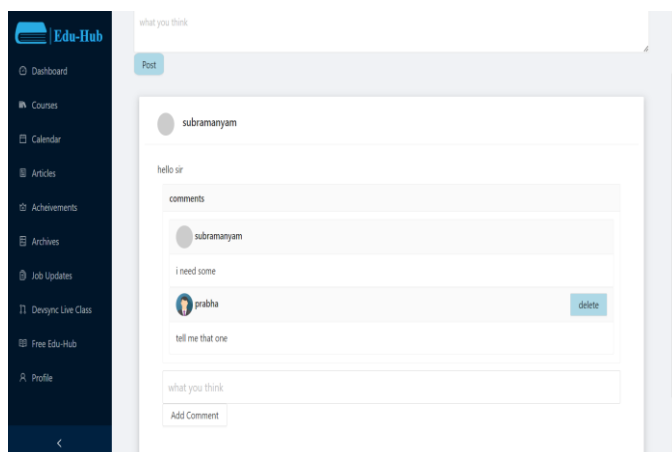 Edu-Hub
Dashboard
Courses
Calendar
Articles
Acheivements
Archives
Job Updates
Devsync Live Class
Free Edu-Hub
Profile
what you think
Post
subramanyam
hello sir
comments
subramanyam
i need some
prabha
delete
tell me that one
what you think
Add Comment